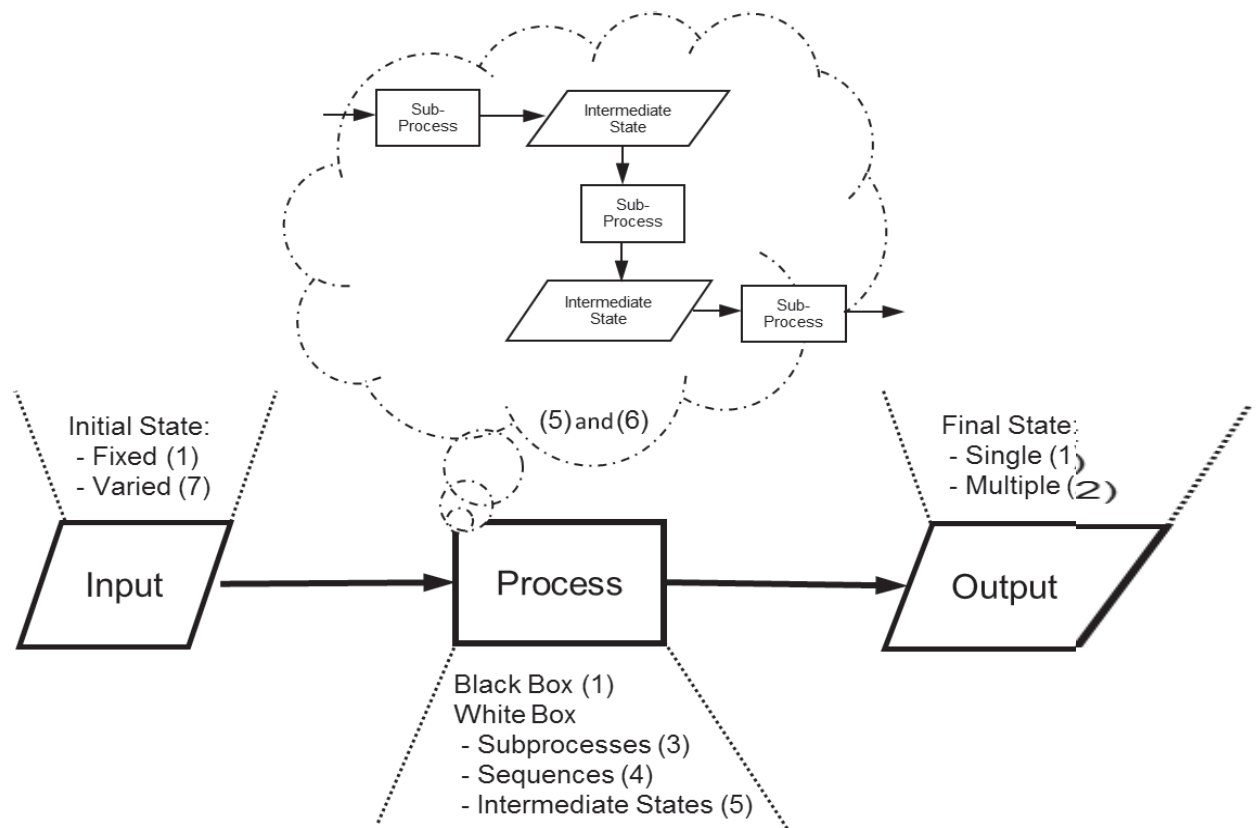 Sub-
Process
Intermediate
State
Sub-
Process
Intermediate
State
Sub-
Process
(5) and (6)
Initial State:
- Fixed (1)
- Varied (7)
Final State:
- Single (1)
- Multiple (2)
Input
Process
Output
Black Box (1)
White Box
- Subprocesses (3)
- Sequences (4)
- Intermediate States (5)